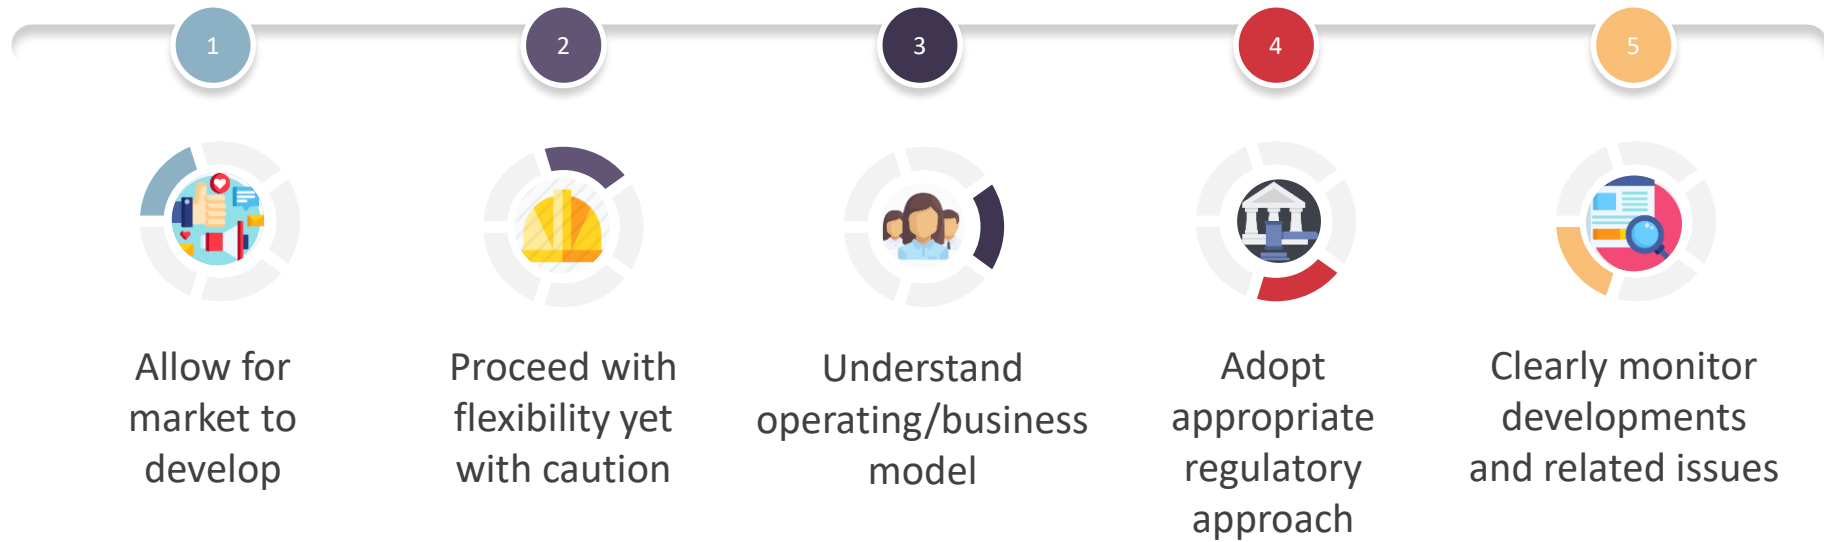 1
2
3
4
5
Allow for
market to
develop
Proceed with
flexibility yet
with caution
Understand
operating/business
model
Adopt
appropriate
regulatory
approach
Clearly monitor
developments
and related issues